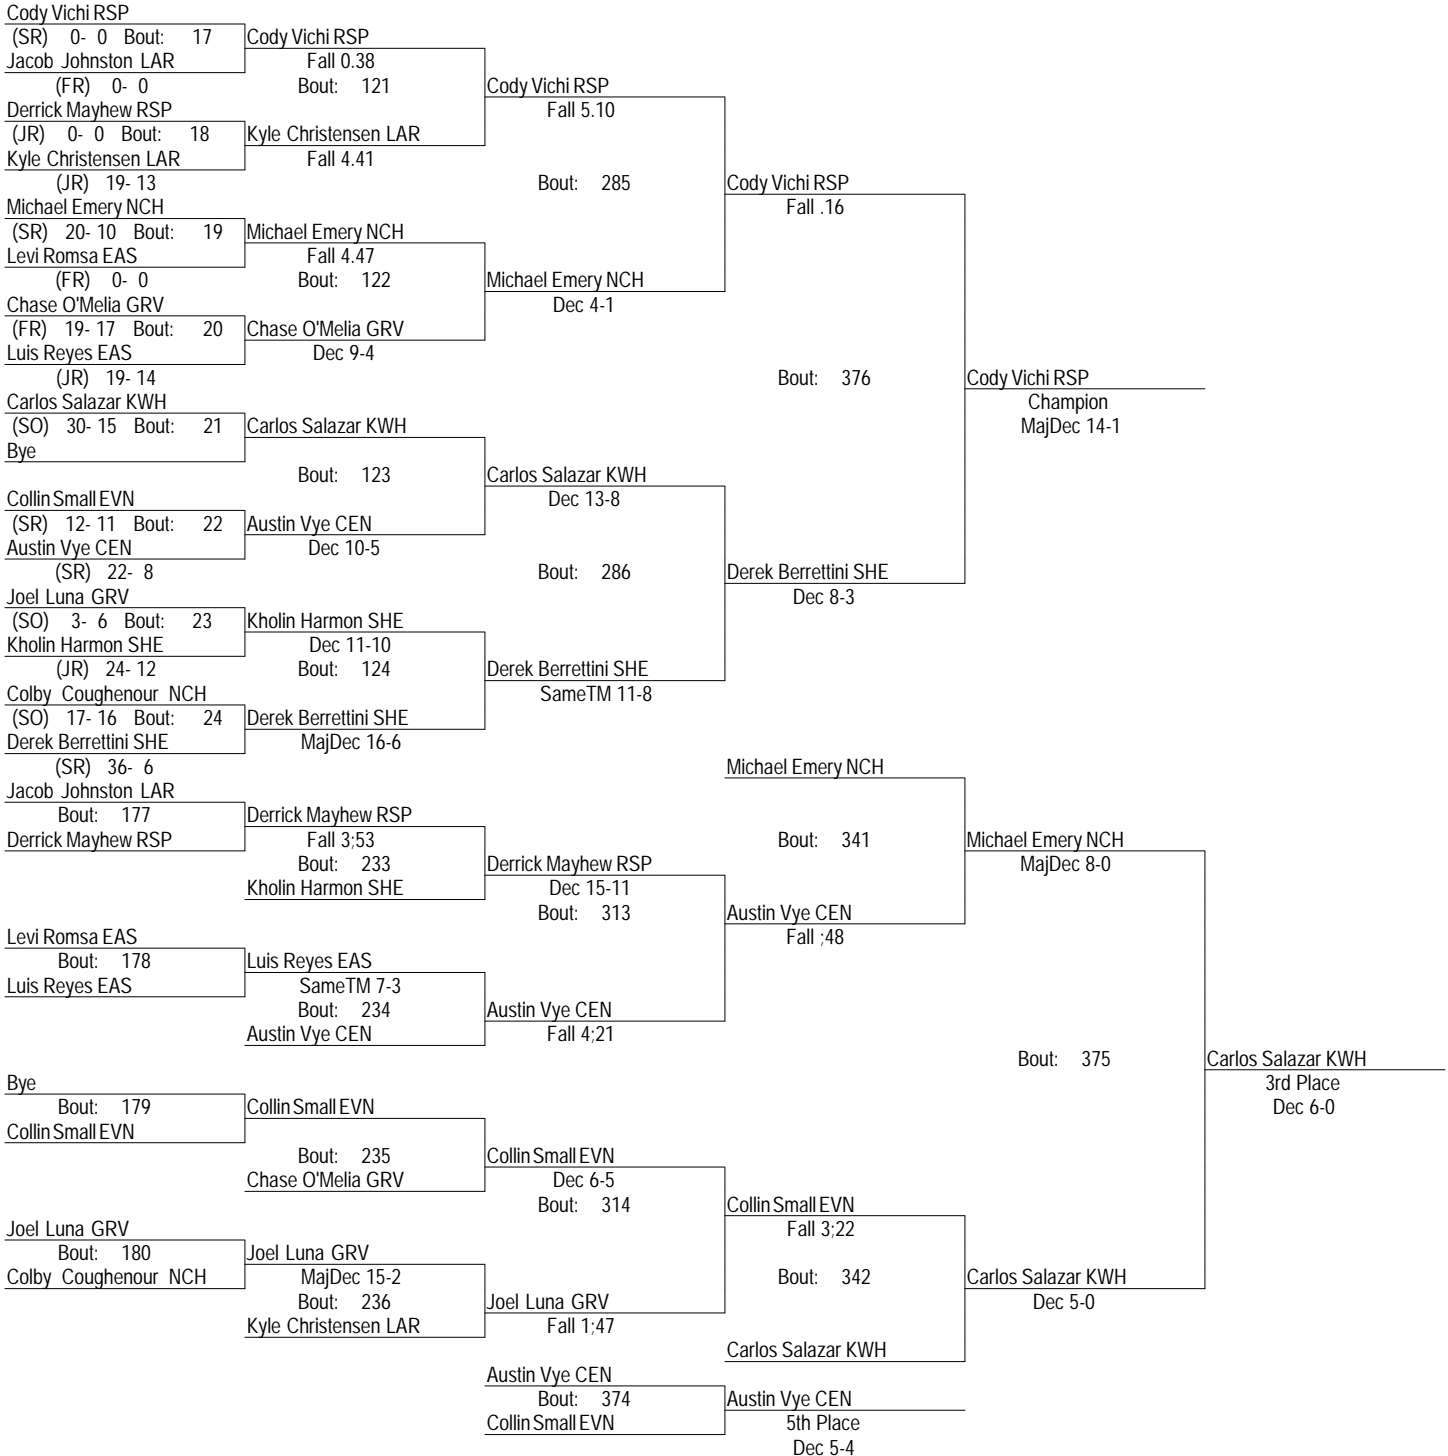 Cody Vichi RSP
(SR) 0- 0 Bout: 17
Cody Vichi RSP
Jacob Johnston LAR
Fall 0.38
(FR) 0- 0
Bout: 121
Cody Vichi RSP
Derrick Mayhew RSP
Fall 5.10
(JR) 0- 0 Bout: 18
Kyle Christensen LAR
Kyle Christensen LAR
Fall 4.41
(JR) 19- 13
Bout: 285
Cody Vichi RSP
Michael Emery NCH
Fall .16
(SR) 20- 10 Bout: 19
Michael Emery NCH
Levi Romsa EAS
Fall 4.47
(FR) 0- 0
Bout: 122
Michael Emery NCH
Chase O'Melia GRV
Dec 4-1
(FR) 19- 17 Bout: 20
Chase O'Melia GRV
Luis Reyes EAS
Dec 9-4
(JR) 19- 14
Bout: 376
Cody Vichi RSP
Carlos Salazar KWH
Champion
(SO) 30- 15 Bout: 21
Carlos Salazar KWH
MajDec 14-1
Bye
Bout: 123
Carlos Salazar KWH
Collin Small EVN
Dec 13-8
(SR) 12- 11 Bout: 22
Austin Vye CEN
Austin Vye CEN
Dec 10-5
(SR) 22- 8
Bout: 286
Derek Berrettini SHE
Joel Luna GRV
Dec 8-3
(SO) 3- 6 Bout: 23
Kholin Harmon SHE
Kholin Harmon SHE
Dec 11-10
(JR) 24- 12
Bout: 124
Derek Berrettini SHE
Colby Coughenour NCH
SameTM 11-8
(SO) 17- 16 Bout: 24
Derek Berrettini SHE
Derek Berrettini SHE
MajDec 16-6
(SR) 36- 6
Michael Emery NCH
Jacob Johnston LAR
Bout: 177
Derrick Mayhew RSP
Derrick Mayhew RSP
Fall 3;53
Bout: 341
Michael Emery NCH
Bout: 233
Derrick Mayhew RSP
MajDec 8-0
Kholin Harmon SHE
Dec 15-11
Bout: 313
Austin Vye CEN
Levi Romsa EAS
Fall ;48
Bout: 178
Luis Reyes EAS
Luis Reyes EAS
SameTM 7-3
Bout: 234
Austin Vye CEN
Austin Vye CEN
Fall 4;21
Bout: 375
Carlos Salazar KWH
Bye
3rd Place
Bout: 179
Collin Small EVN
Dec 6-0
Collin Small EVN
Bout: 235
Collin Small EVN
Chase O'Melia GRV
Dec 6-5
Bout: 314
Collin Small EVN
Joel Luna GRV
Fall 3;22
Bout: 180
Joel Luna GRV
Colby Coughenour NCH
MajDec 15-2
Bout: 342
Carlos Salazar KWH
Bout: 236
Joel Luna GRV
Dec 5-0
Kyle Christensen LAR
Fall 1;47
Carlos Salazar KWH
Austin Vye CEN
Bout: 374
Austin Vye CEN
Collin Small EVN
5th Place
Dec 5-4